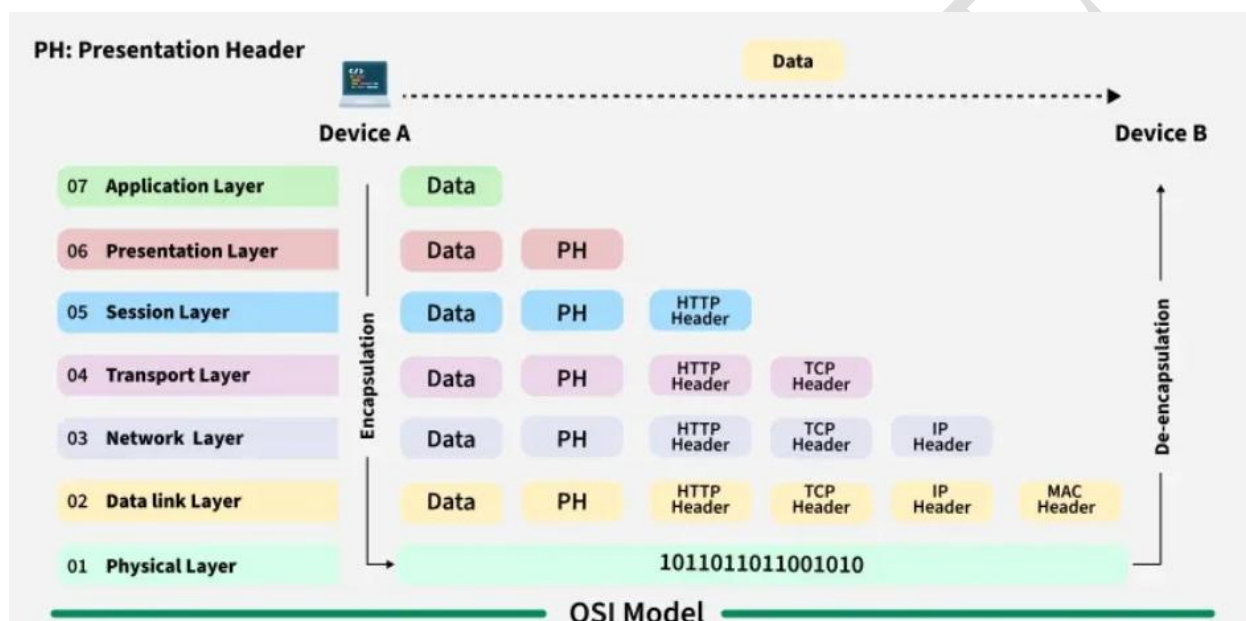 PH: Presentation Header
Data
</>
Device A
Device B
07 Application Layer
Data
06 Presentation Layer
Data PH
05 Session Layer
Data PH HTTP Header
04 Transport Layer
Data PH HTTP Header TCP Header
03 Network Layer
Data PH HTTP Header TCP Header IP Header
02 Data link Layer
Data PH HTTP Header TCP Header IP Header MAC Header
01 Physical Layer
1011011011001010
Encapsulation
De-encapsulation
OSI Model